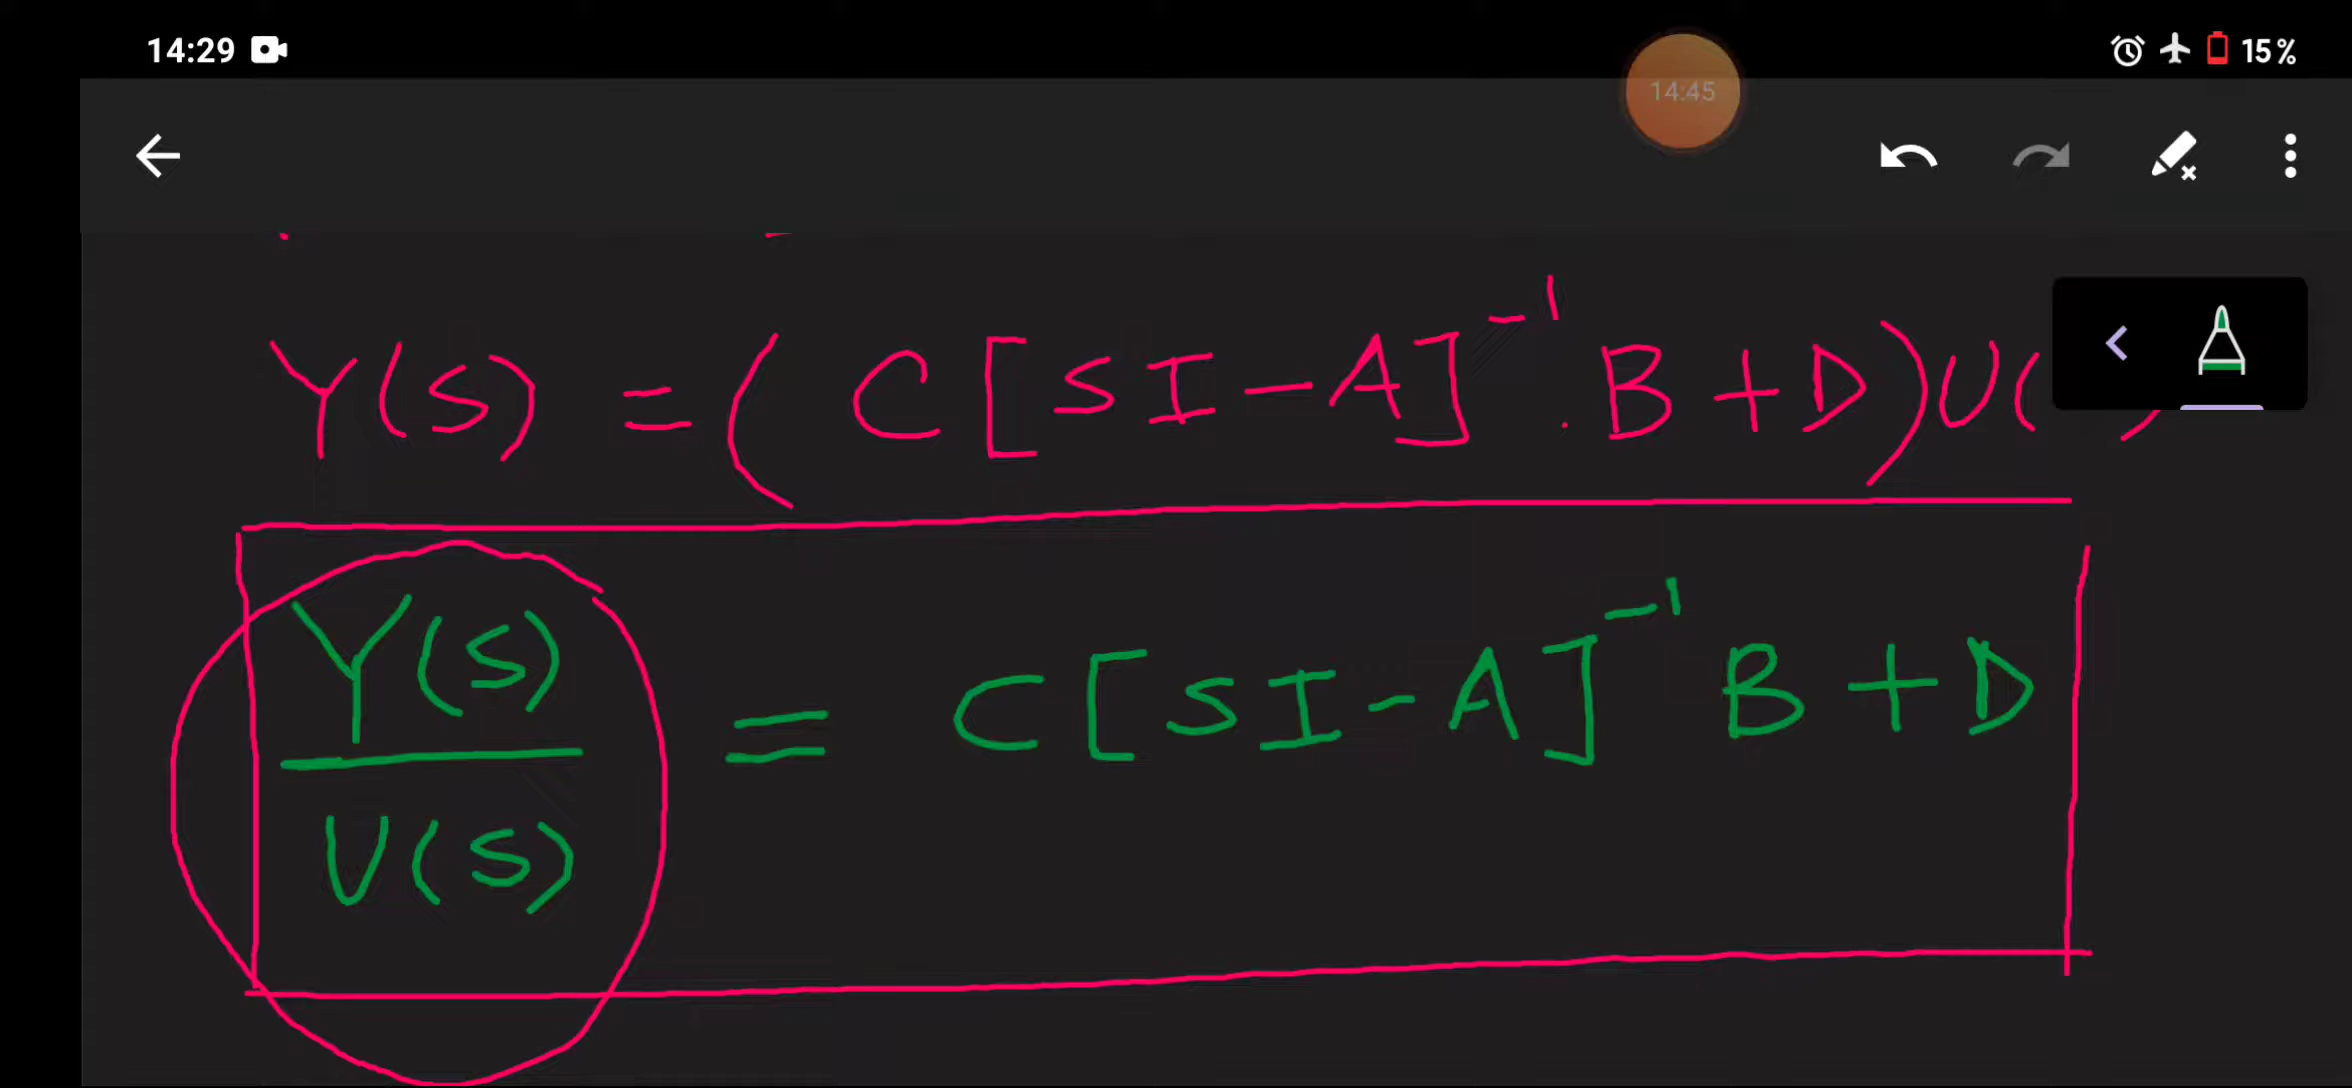 14:29 15%
14:45
Y(S) = ( C [SI-A]⁻¹ . B + D) U( )
Y(S)
U(S)
= C [SI-A]⁻¹ B + D